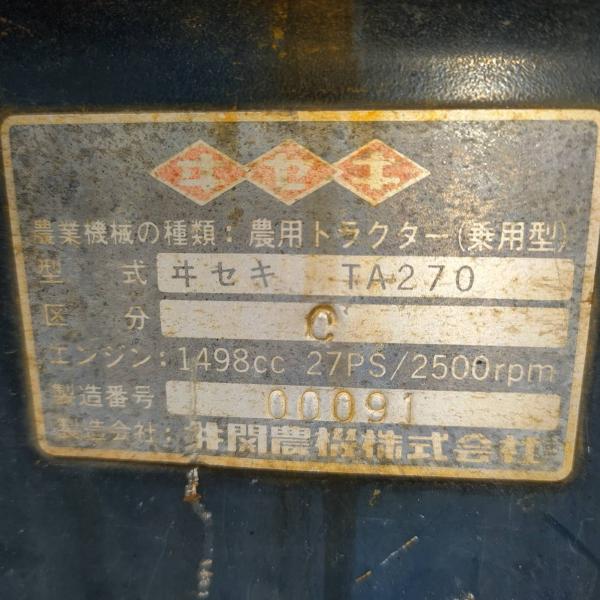 ヰセキ
農業機械の種類：農用トラクター(乗用型)
型 式 ヰセキ TA270
区 分 C
エンジン：1498cc 27PS/2500rpm
製造番号 00091
製造会社：井関農機株式会社